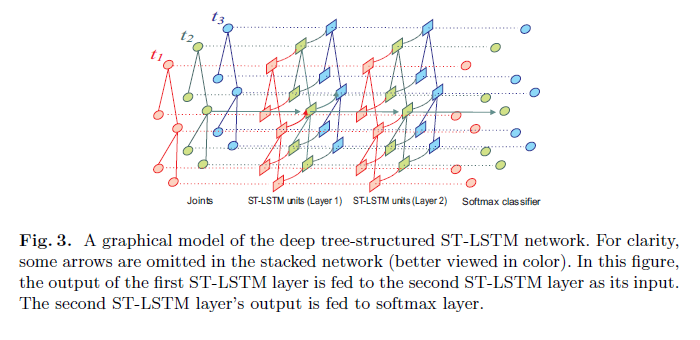 t3
t2
t1
Joints
ST-LSTM units (Layer 1)
ST-LSTM units (Layer 2)
Softmax classifier
Fig. 3. A graphical model of the deep tree-structured ST-LSTM network. For clarity,
some arrows are omitted in the stacked network (better viewed in color). In this figure,
the output of the first ST-LSTM layer is fed to the second ST-LSTM layer as its input.
The second ST-LSTM layer's output is fed to softmax layer.